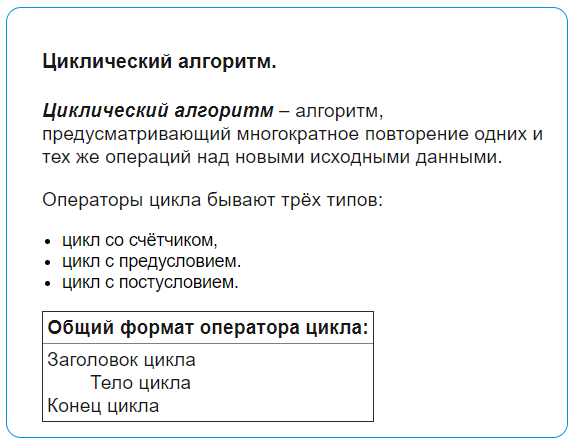 Циклический алгоритм.
Циклический алгоритм – алгоритм,
предусматривающий многократное повторение одних и
тех же операций над новыми исходными данными.
Операторы цикла бывают трёх типов:
• цикл со счётчиком,
• цикл с предусловием.
• цикл с постусловием.
Общий формат оператора цикла:
Заголовок цикла
Тело цикла
Конец цикла